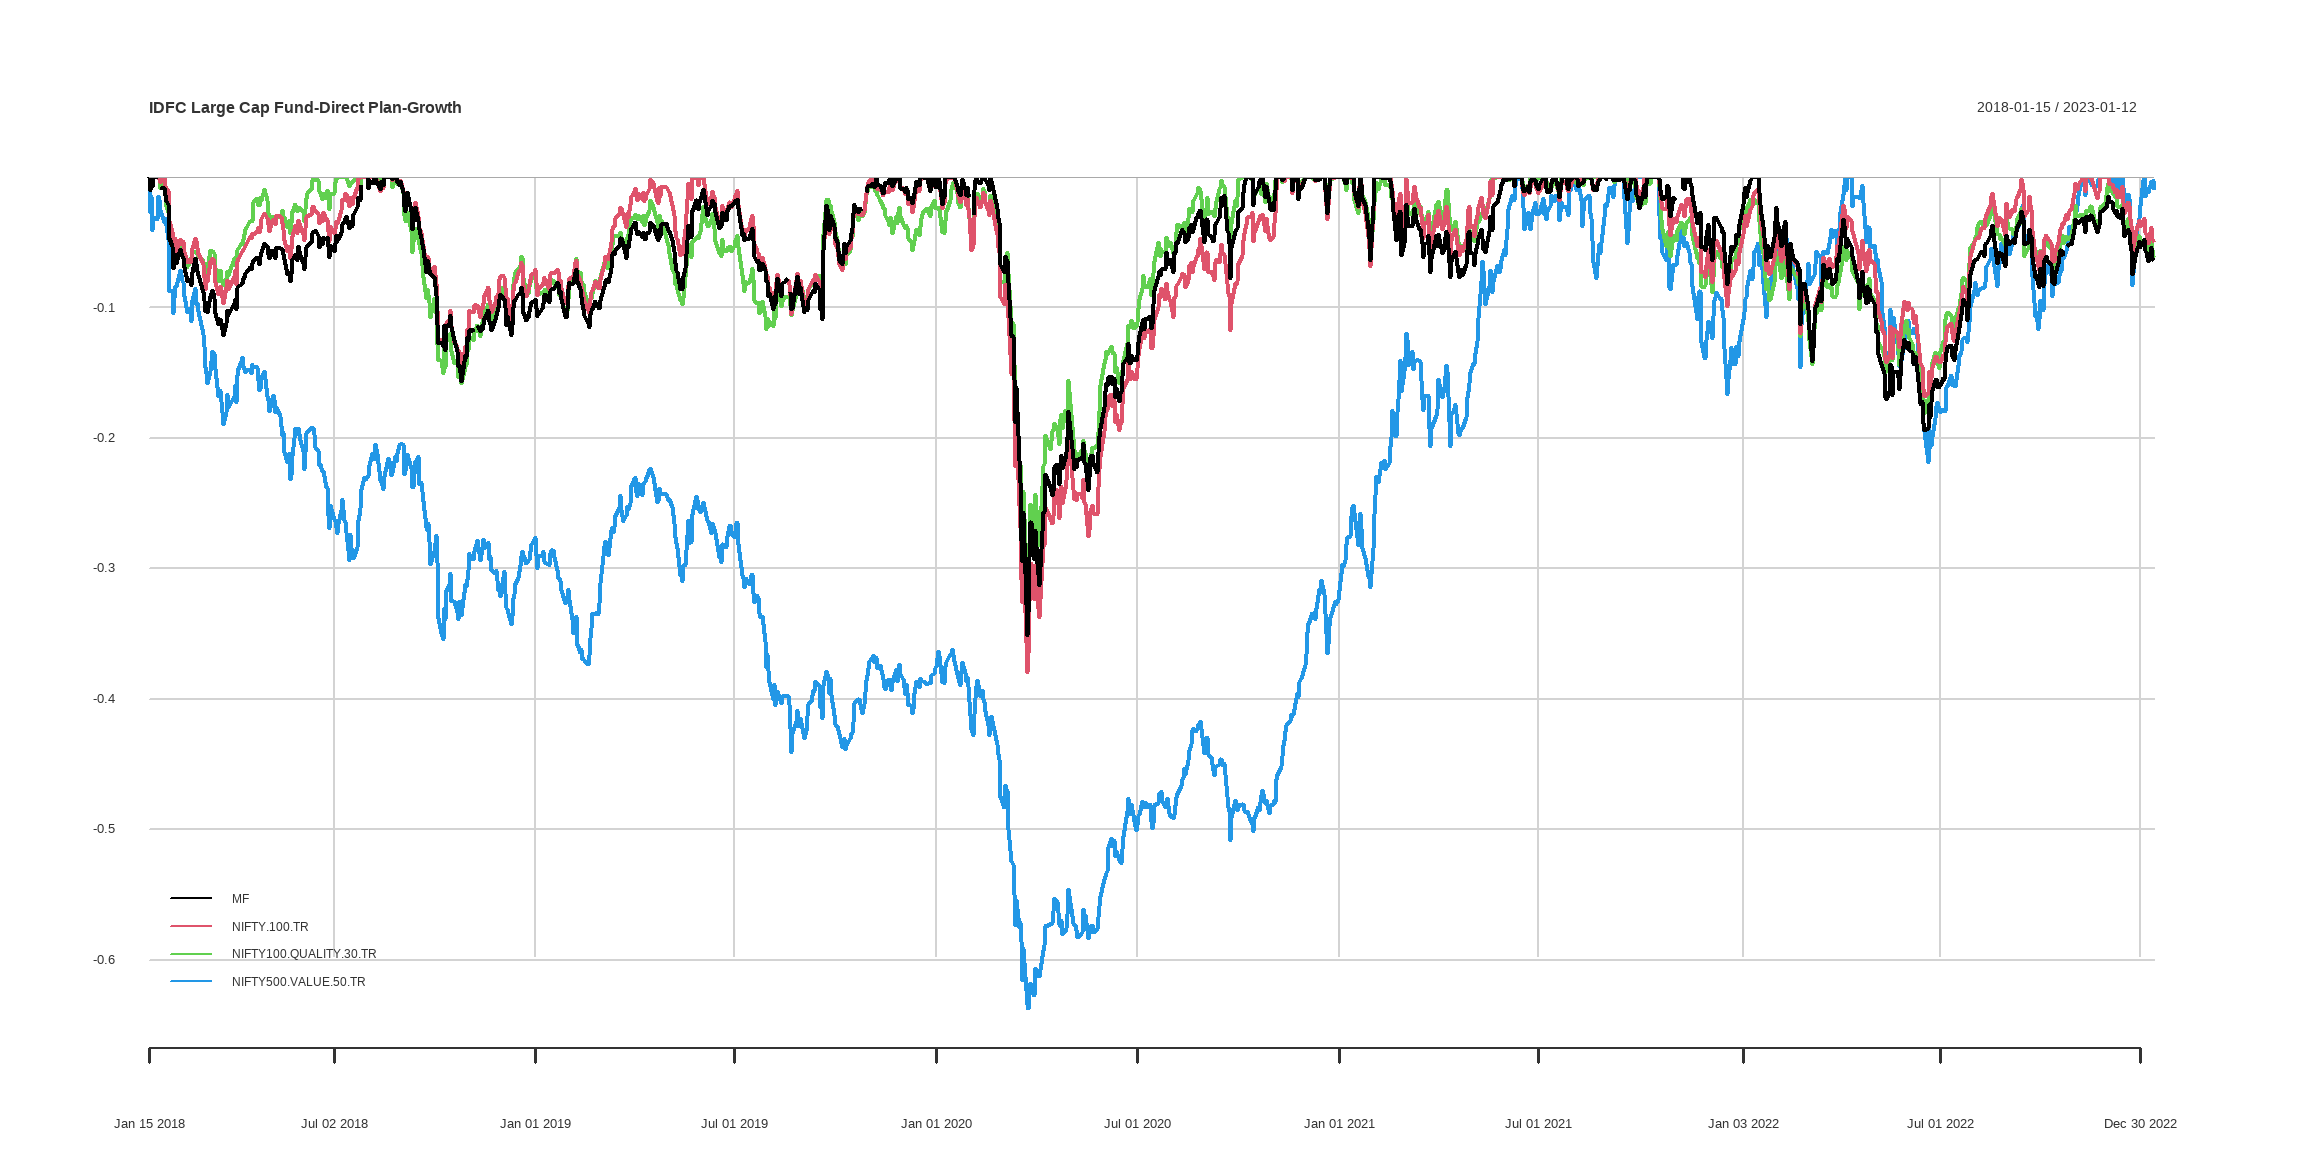 IDFC Large Cap Fund-Direct Plan-Growth
2018-01-15 / 2023-01-12
-0.1
-0.2
-0.3
-0.4
-0.5
-0.6
MF
NIFTY.100.TR
NIFTY100.QUALITY.30.TR
NIFTY500.VALUE.50.TR
Jan 15 2018
Jul 02 2018
Jan 01 2019
Jul 01 2019
Jan 01 2020
Jul 01 2020
Jan 01 2021
Jul 01 2021
Jan 03 2022
Jul 01 2022
Dec 30 2022